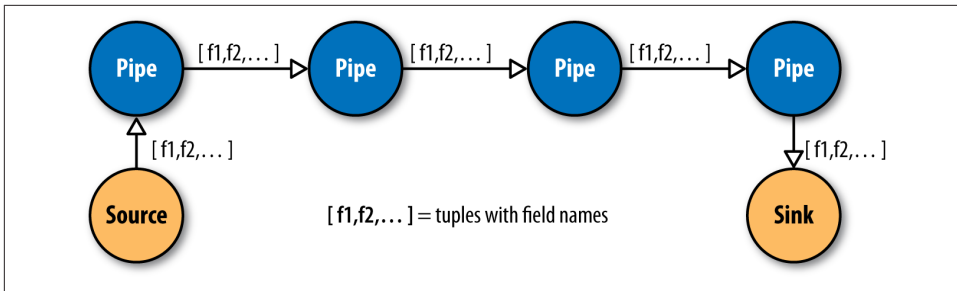 [ f1,f2,... ] [ f1,f2,... ] [ f1,f2,... ]
Pipe Pipe Pipe Pipe
[ f1,f2,... ] [ f1,f2,... ]
Source [ f1,f2,... ] = tuples with field names Sink